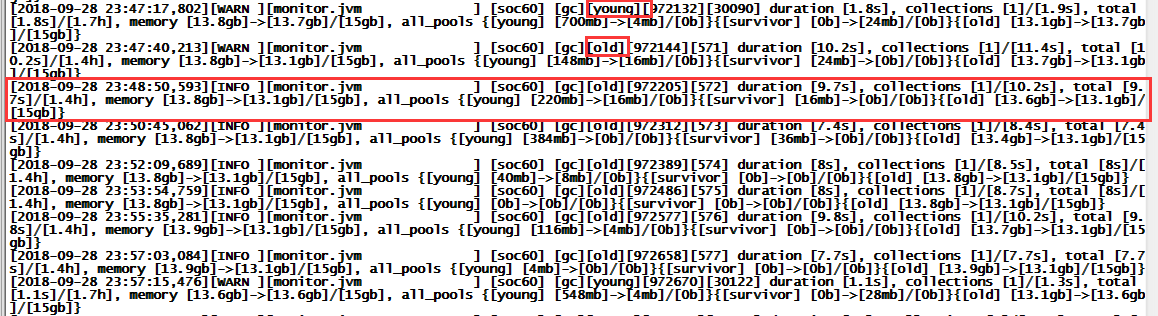 [2018-09-28 23:47:17,802][WARN ][monitor.jvm              ] [soc60] [gc][young][972132][30090] duration [1.8s], collections [1]/[1.9s], total [
1.8s]/[1.7h], memory [13.8gb]->[13.7gb]/[15gb], all_pools {[young] [700mb]->[4mb]/[0b]}{[survivor] [0b]->[24mb]/[0b]}{[old] [13.1gb]->[13.7gb
]/[15gb]}
[2018-09-28 23:47:40,213][WARN ][monitor.jvm              ] [soc60] [gc][old][972144][571] duration [10.2s], collections [1]/[11.4s], total [1
0.2s]/[1.4h], memory [13.8gb]->[13.1gb]/[15gb], all_pools {[young] [148mb]->[16mb]/[0b]}{[survivor] [24mb]->[0b]/[0b]}{[old] [13.7gb]->[13.1gb
]/[15gb]}
[2018-09-28 23:48:50,593][INFO ][monitor.jvm              ] [soc60] [gc][old][972205][572] duration [9.7s], collections [1]/[10.2s], total [9.
7s]/[1.4h], memory [13.8gb]->[13.1gb]/[15gb], all_pools {[young] [220mb]->[16mb]/[0b]}{[survivor] [16mb]->[0b]/[0b]}{[old] [13.6gb]->[13.1gb]/
[15gb]}
[2018-09-28 23:50:45,062][INFO ][monitor.jvm              ] [soc60] [gc][old][972312][573] duration [7.4s], collections [1]/[8.4s], total [7.4
s]/[1.4h], memory [13.8gb]->[13.1gb]/[15gb], all_pools {[young] [384mb]->[0b]/[0b]}{[survivor] [36mb]->[0b]/[0b]}{[old] [13.4gb]->[13.1gb]/[15
gb]}
[2018-09-28 23:52:09,689][INFO ][monitor.jvm              ] [soc60] [gc][old][972389][574] duration [8s], collections [1]/[8.5s], total [8s]/[
1.4h], memory [13.8gb]->[13.1gb]/[15gb], all_pools {[young] [40mb]->[8mb]/[0b]}{[survivor] [0b]->[0b]/[0b]}{[old] [13.8gb]->[13.1gb]/[15gb]}
[2018-09-28 23:53:54,759][INFO ][monitor.jvm              ] [soc60] [gc][old][972486][575] duration [8s], collections [1]/[8.7s], total [8s]/[
1.4h], memory [13.9gb]->[13.1gb]/[15gb], all_pools {[young] [0b]->[0b]/[0b]}{[survivor] [0b]->[0b]/[0b]}{[old] [13.8gb]->[13.1gb]/[15gb]}
[2018-09-28 23:55:35,281][INFO ][monitor.jvm              ] [soc60] [gc][old][972577][576] duration [9.8s], collections [1]/[10.2s], total [9.
8s]/[1.4h], memory [13.9gb]->[13.1gb]/[15gb], all_pools {[young] [116mb]->[4mb]/[0b]}{[survivor] [0b]->[0b]/[0b]}{[old] [13.7gb]->[13.1gb]/[15
gb]}
[2018-09-28 23:57:03,084][INFO ][monitor.jvm              ] [soc60] [gc][old][972658][577] duration [7.7s], collections [1]/[7.7s], total [7.7
s]/[1.4h], memory [13.9gb]->[13.1gb]/[15gb], all_pools {[young] [4mb]->[0b]/[0b]}{[survivor] [0b]->[0b]/[0b]}{[old] [13.9gb]->[13.1gb]/[15gb]}
[2018-09-28 23:57:15,476][WARN ][monitor.jvm              ] [soc60] [gc][young][972670][30122] duration [1.1s], collections [1]/[1.3s], total
[1.1s]/[1.7h], memory [13.6gb]->[13.6gb]/[15gb], all_pools {[young] [548mb]->[4mb]/[0b]}{[survivor] [0b]->[28mb]/[0b]}{[old] [13.1gb]->[13.6gb
]/[15gb]}